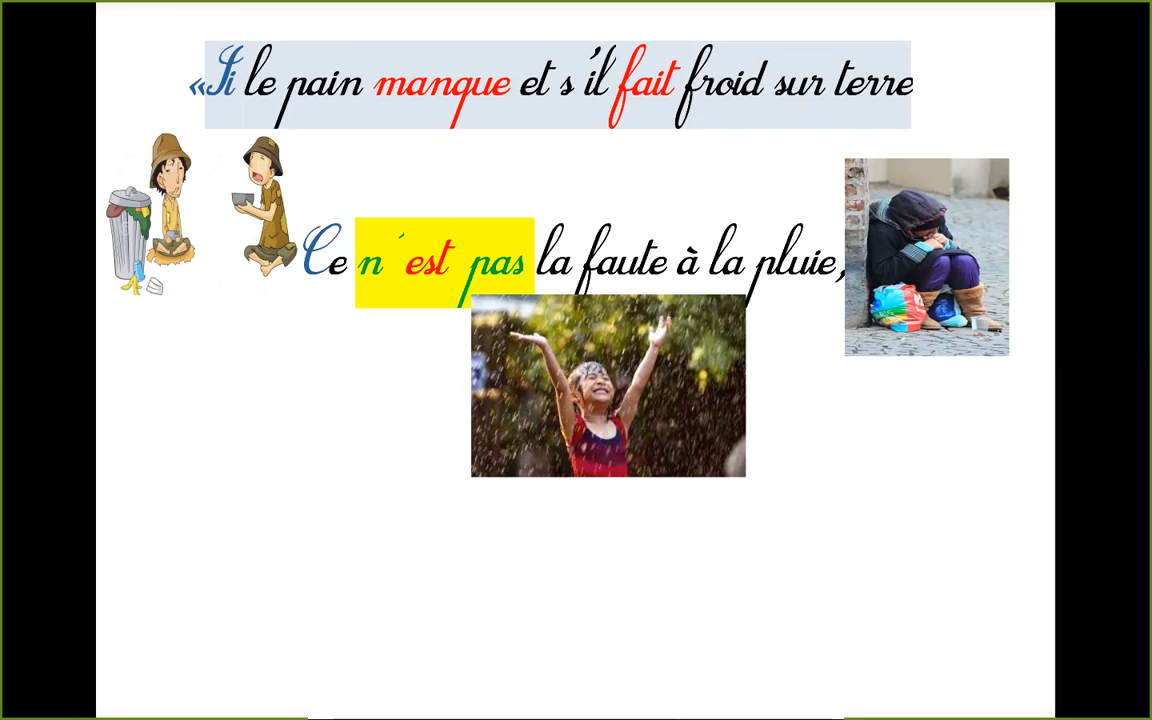 «Si le pain manque et s'il fait froid sur terre
Ce n'est pas la faute à la pluie,